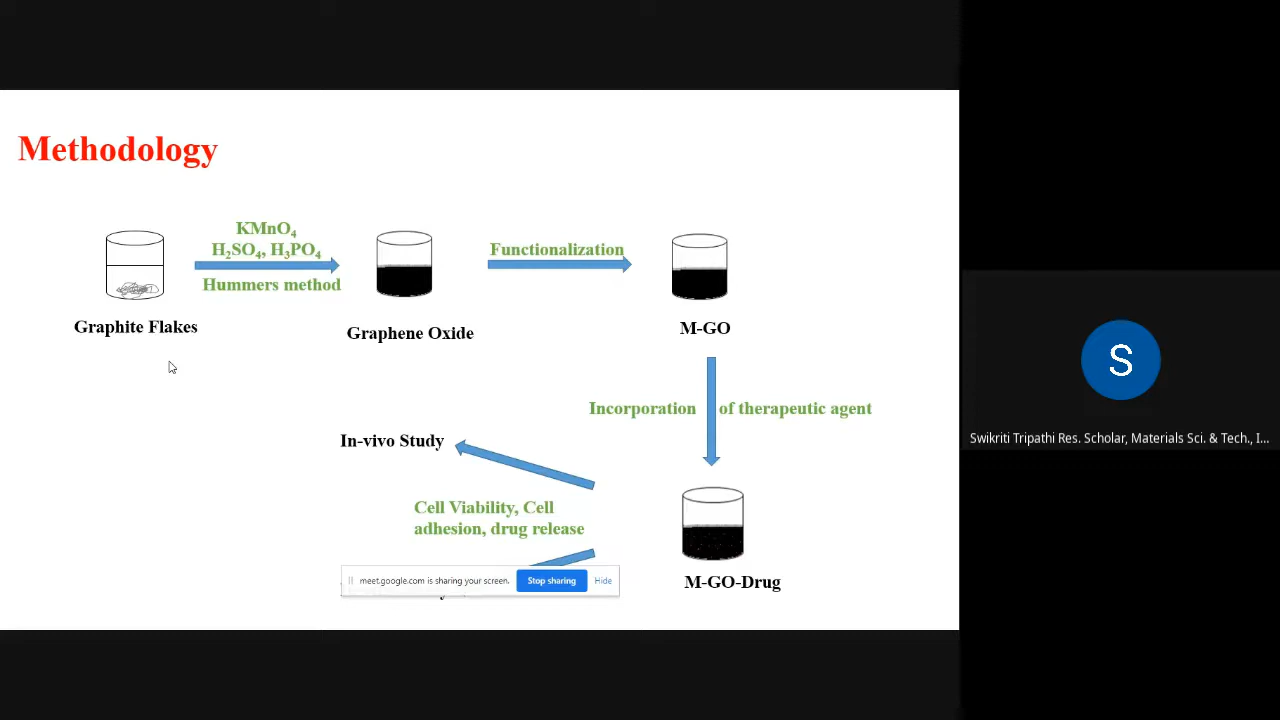 Methodology
KMnO₄
H₂SO₄, H₃PO₄
Hummers method
Functionalization
Graphite Flakes
Graphene Oxide
M-GO
Incorporation of therapeutic agent
In-vivo Study
Cell Viability, Cell
adhesion, drug release
meet.google.com is sharing your screen.
Stop sharing
Hide
M-GO-Drug
S
Swikriti Tripathi Res. Scholar, Materials Sci. & Tech., I...